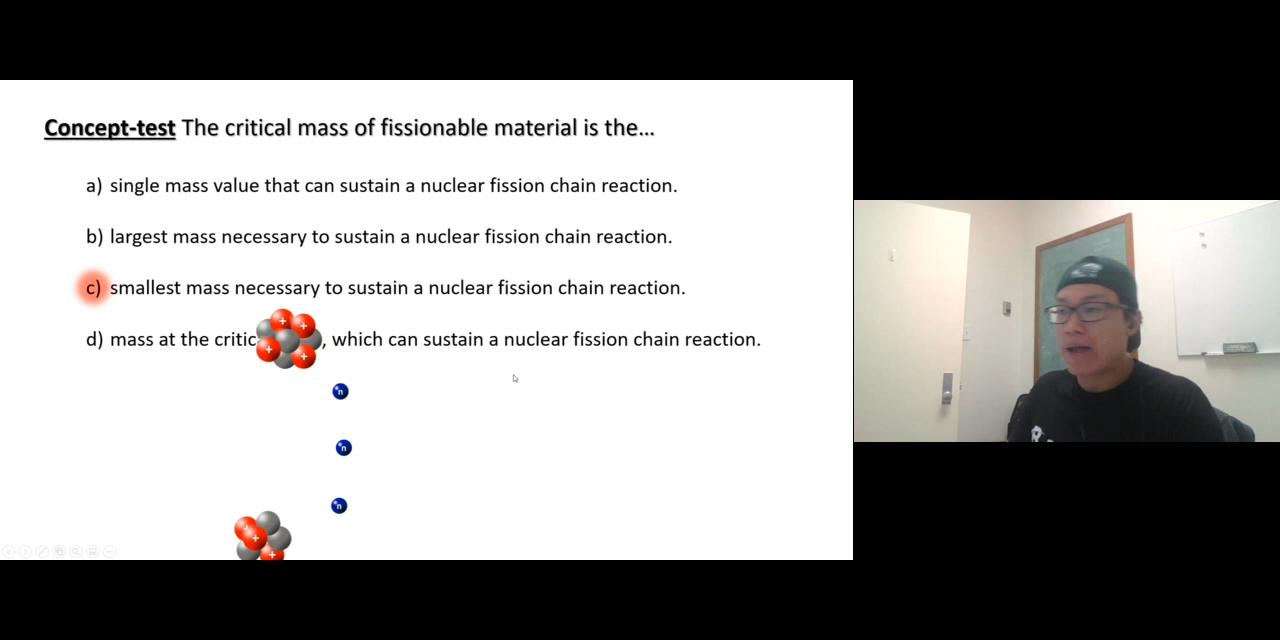 Concept-test The critical mass of fissionable material is the...
a) single mass value that can sustain a nuclear fission chain reaction.
b) largest mass necessary to sustain a nuclear fission chain reaction.
c) smallest mass necessary to sustain a nuclear fission chain reaction.
d) mass at the critic , which can sustain a nuclear fission chain reaction.
+ +
+ +
n
n
n
+
+